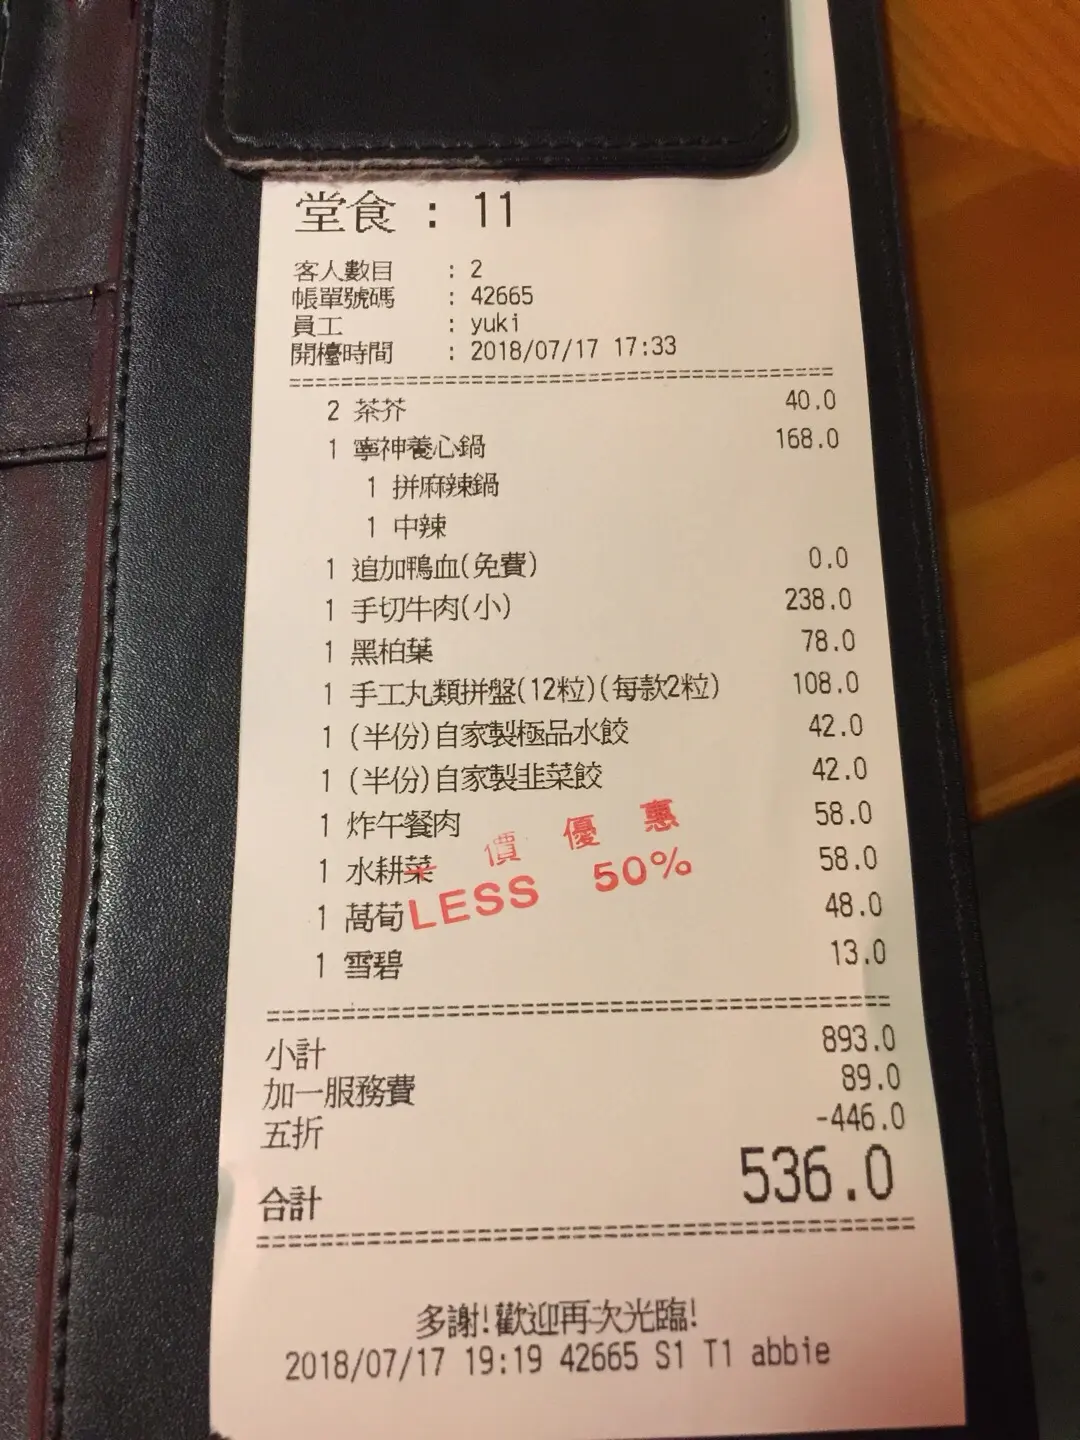 堂食 : 11
客人數目 : 2
帳單號碼 : 42665
員工 : yuki
開檯時間 : 2018/07/17 17:33
2 茶芥 40.0
1 寧神養心鍋 168.0
1 拼麻辣鍋
1 中辣
1 追加鴨血(免費) 0.0
1 手切牛肉(小) 238.0
1 黑柏葉 78.0
1 手工丸類拼盤(12粒)(每款2粒) 108.0
1 (半份)自家製極品水餃 42.0
1 (半份)自家製韭菜餃 42.0
1 炸午餐肉 58.0
價優惠
1 水耕菜 58.0
LESS 50%
1 萵荀 48.0
1 雪碧 13.0
小計 893.0
加一服務費 89.0
五折 -446.0
合計 536.0
多謝!歡迎再次光臨!
2018/07/17 19:19 42665 S1 T1 abbie